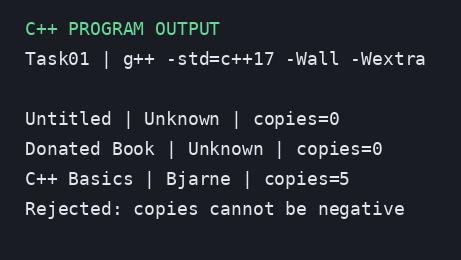 C++ PROGRAM OUTPUT
Task01 | g++ -std=c++17 -Wall -Wextra
Untitled | Unknown | copies=0
Donated Book | Unknown | copies=0
C++ Basics | Bjarne | copies=5
Rejected: copies cannot be negative